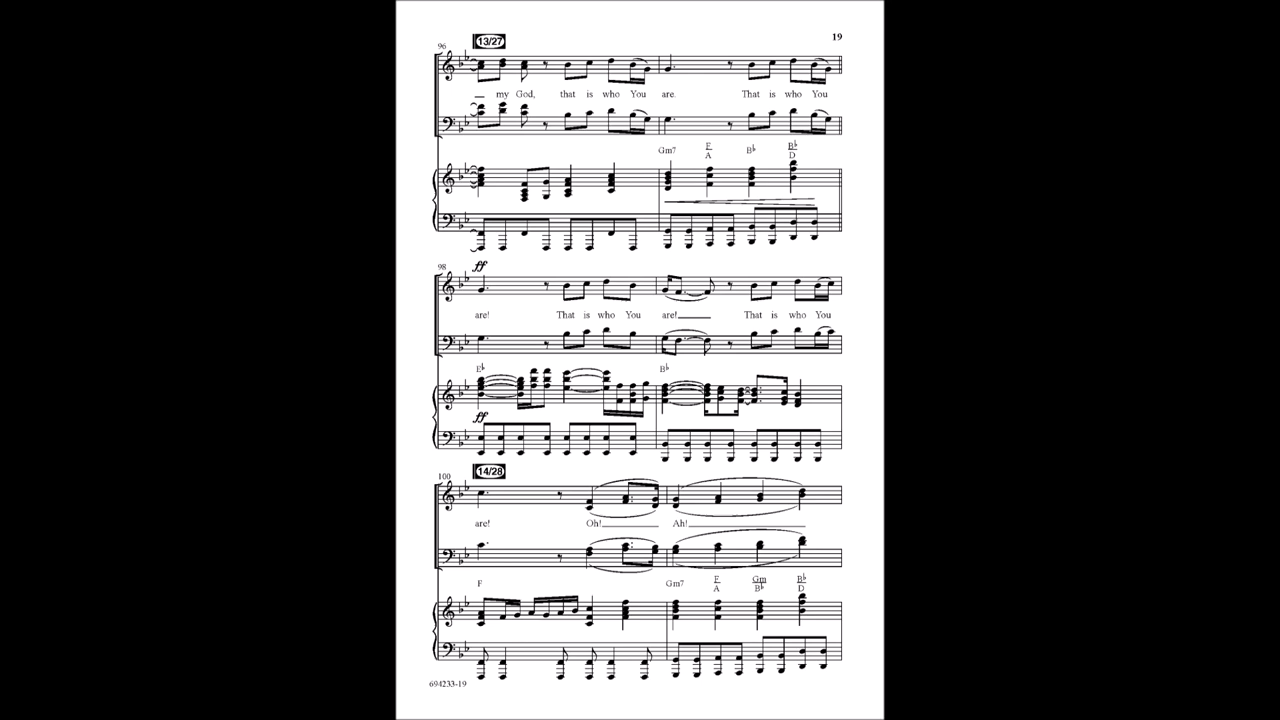 19
13/27
96
my God, that is who You are. That is who You
Gm7 F/A B♭ B♭/D
98
ff
are! That is who You are! That is who You
E♭ B♭
ff
14/28
100
are! Oh! Ah!
F Gm7 F/A Gm/B♭ B♭/D
694233-19